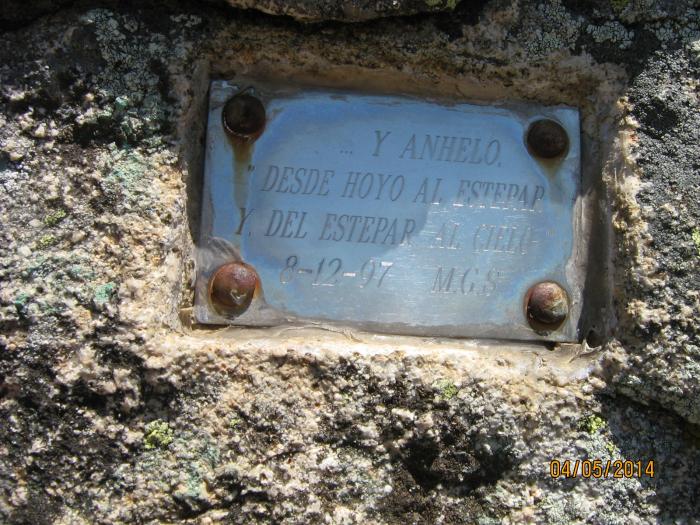 ... Y ANHELO,
" DESDE HOYO AL ESTEPAR
Y, DEL ESTEPAR AL CIELO "
8-12-97 M.G.S.
04/05/2014